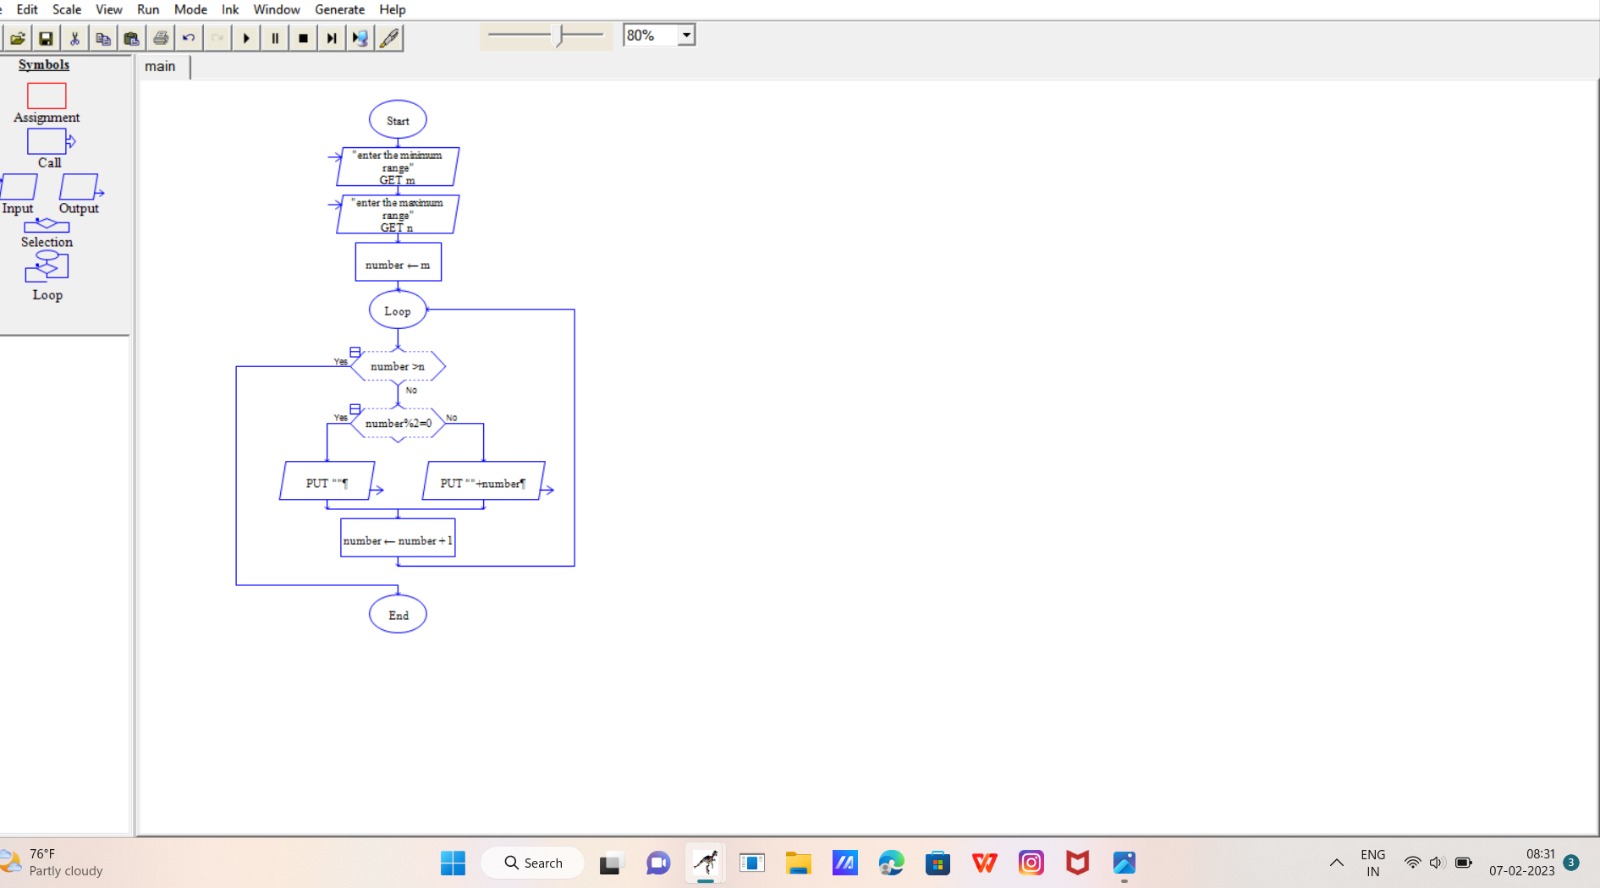 Edit Scale View Run Mode Ink Window Generate Help
80%
Symbols
main
Assignment
Call
Input Output
Selection
Loop
Start
"enter the minimum
range"
GET m
"enter the maximum
range"
GET n
number ← m
Loop
Yes
number >n
No
Yes
number%2=0
No
PUT ""¶
PUT ""+number¶
number ← number + 1
End
76°F
Partly cloudy
Search
ENG
IN
08:31
07-02-2023
3